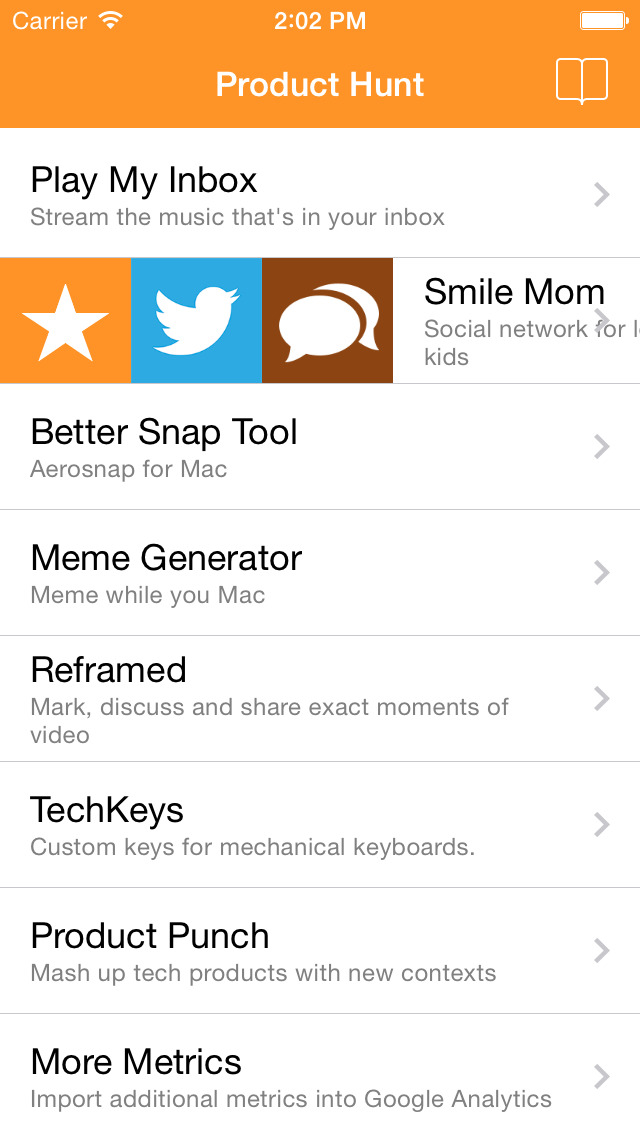 Carrier 2:02 PM
Product Hunt
Play My Inbox
Stream the music that's in your inbox
Smile Mom
Social network for
kids
Better Snap Tool
Aerosnap for Mac
Meme Generator
Meme while you Mac
Reframed
Mark, discuss and share exact moments of
video
TechKeys
Custom keys for mechanical keyboards.
Product Punch
Mash up tech products with new contexts
More Metrics
Import additional metrics into Google Analytics